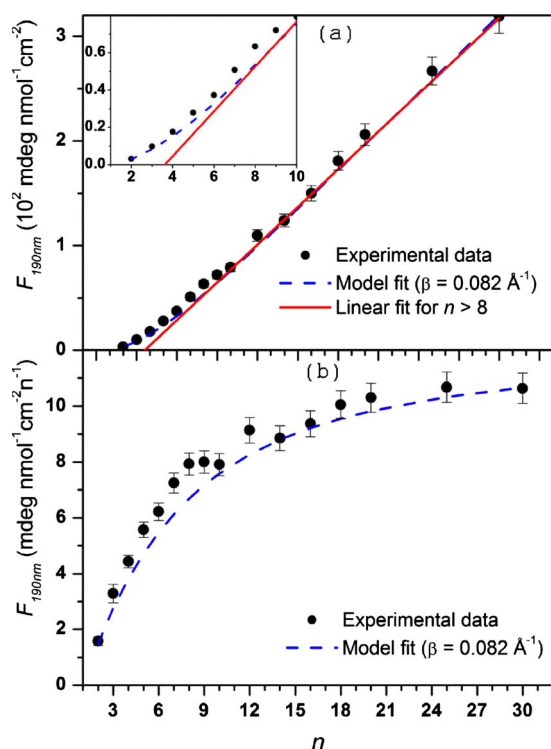 (a)
0.6
0.4
0.2
0.0
2 4 6 8 10
3
2
1
0
F190nm (10² mdeg nmol⁻¹cm⁻²)
Experimental data
Model fit (β = 0.082 Å⁻¹)
Linear fit for n > 8
(b)
10
8
6
4
2
0
F190nm (mdeg nmol⁻¹cm⁻²n⁻¹)
Experimental data
Model fit (β = 0.082 Å⁻¹)
3 6 9 12 15 18 21 24 27 30
n